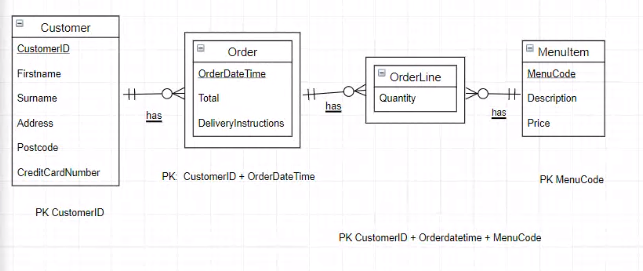 Customer
CustomerID
Firstname
Surname
Address
Postcode
CreditCardNumber
PK CustomerID
has
Order
OrderDateTime
Total
DeliveryInstructions
PK: CustomerID + OrderDateTime
has
OrderLine
Quantity
PK CustomerID + Orderdatetime + MenuCode
has
MenuItem
MenuCode
Description
Price
PK MenuCode